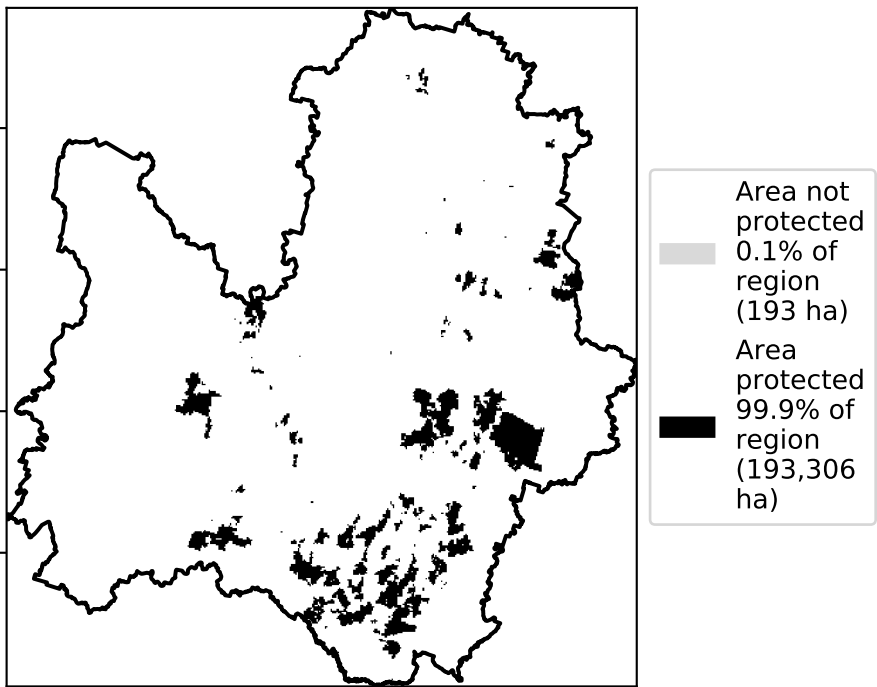 Area not
protected
0.1% of
region
(193 ha)
Area
protected
99.9% of
region
(193,306
ha)